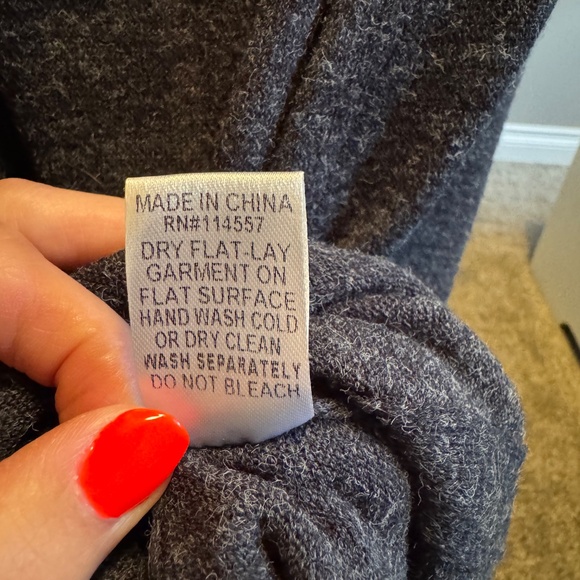 MADE IN CHINA
RN#114557
DRY FLAT-LAY
GARMENT ON
FLAT SURFACE
HAND WASH COLD
OR DRY CLEAN
WASH SEPARATELY
DO NOT BLEACH